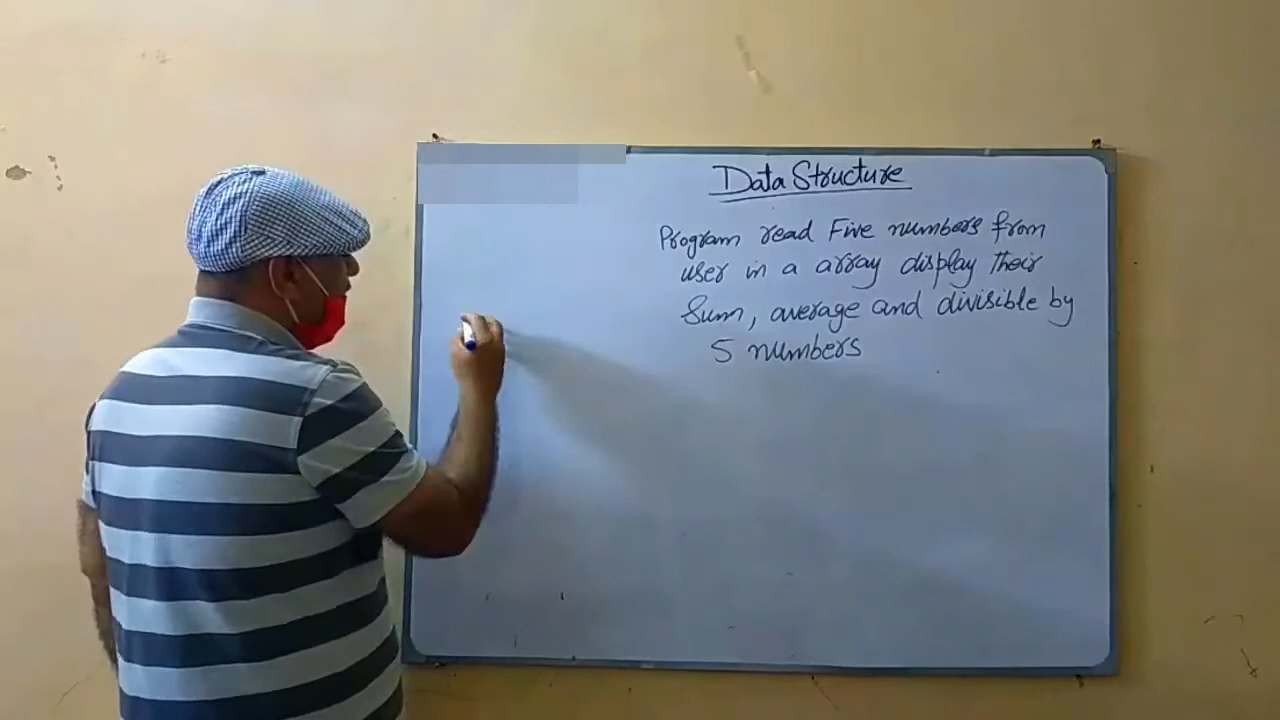 Data Structure
Program read Five numbers from
user in a array display their
Sum, average and divisible by
5 numbers